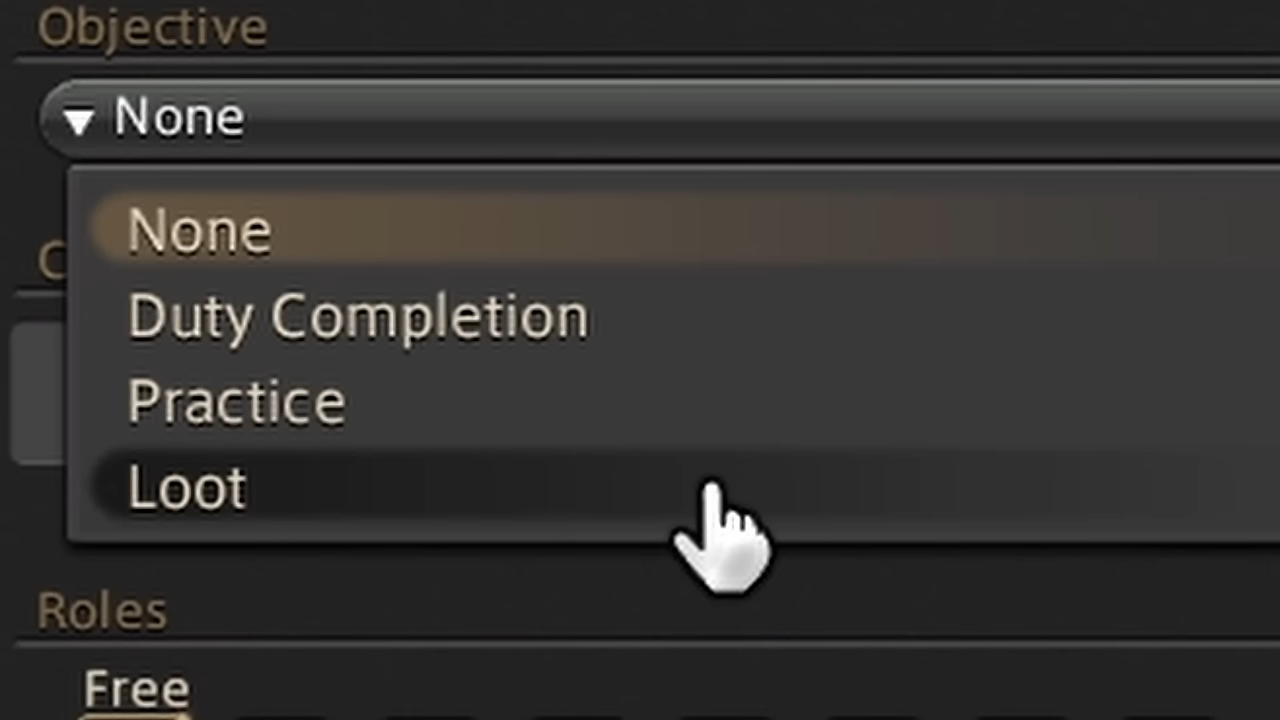 Objective
None
None
Duty Completion
Practice
Loot
Roles
Free